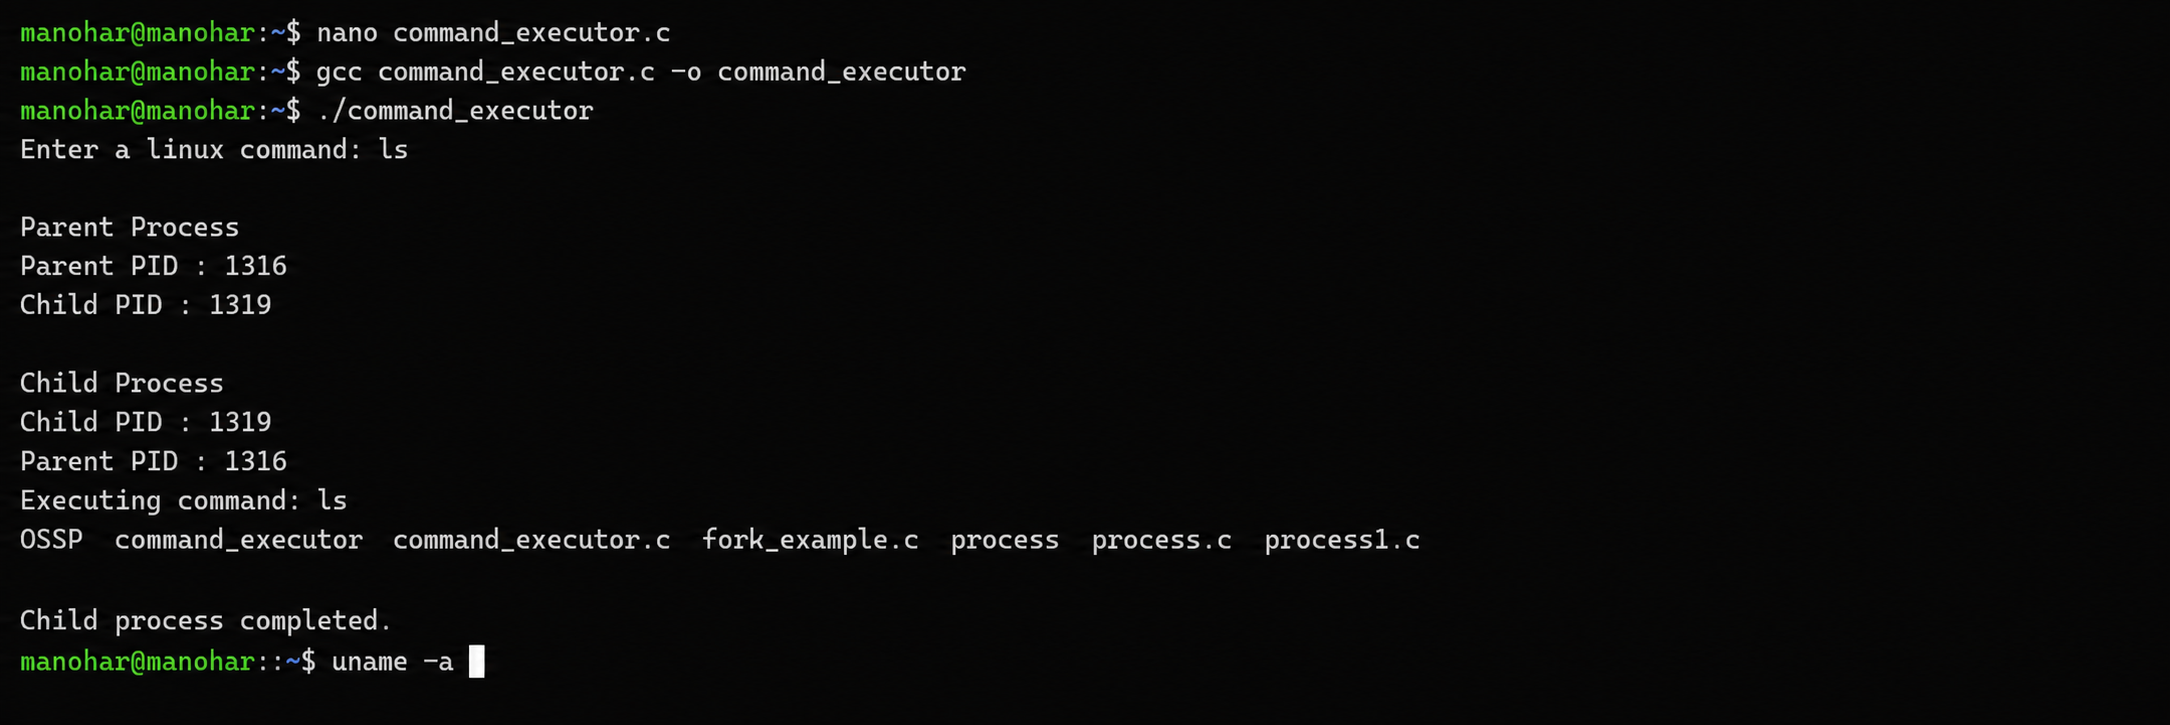 manohar@manohar:~$ nano command_executor.c
manohar@manohar:~$ gcc command_executor.c -o command_executor
manohar@manohar:~$ ./command_executor
Enter a linux command: ls
Parent Process
Parent PID : 1316
Child PID : 1319
Child Process
Child PID : 1319
Parent PID : 1316
Executing command: ls
OSSP  command_executor  command_executor.c  fork_example.c  process  process.c  process1.c
Child process completed.
manohar@manohar::~$ uname -a